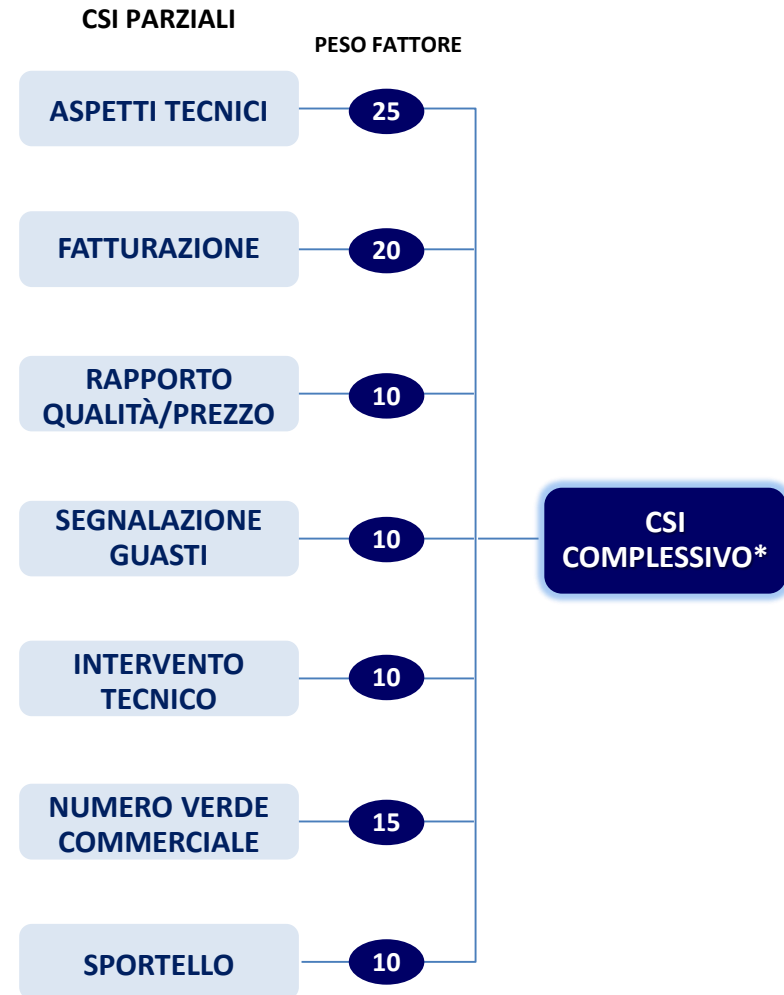 CSI PARZIALI
PESO FATTORE
ASPETTI TECNICI
25
FATTURAZIONE
20
RAPPORTO
QUALITÀ/PREZZO
10
SEGNALAZIONE
GUASTI
10
CSI
COMPLESSIVO*
INTERVENTO
TECNICO
10
NUMERO VERDE
COMMERCIALE
15
SPORTELLO
10